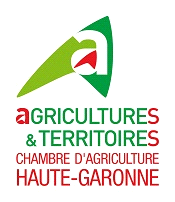 a
aGRICULTURES
& TERRITOIRES
CHAMBRE D'AGRICULTURE
HAUTE-GARONNE